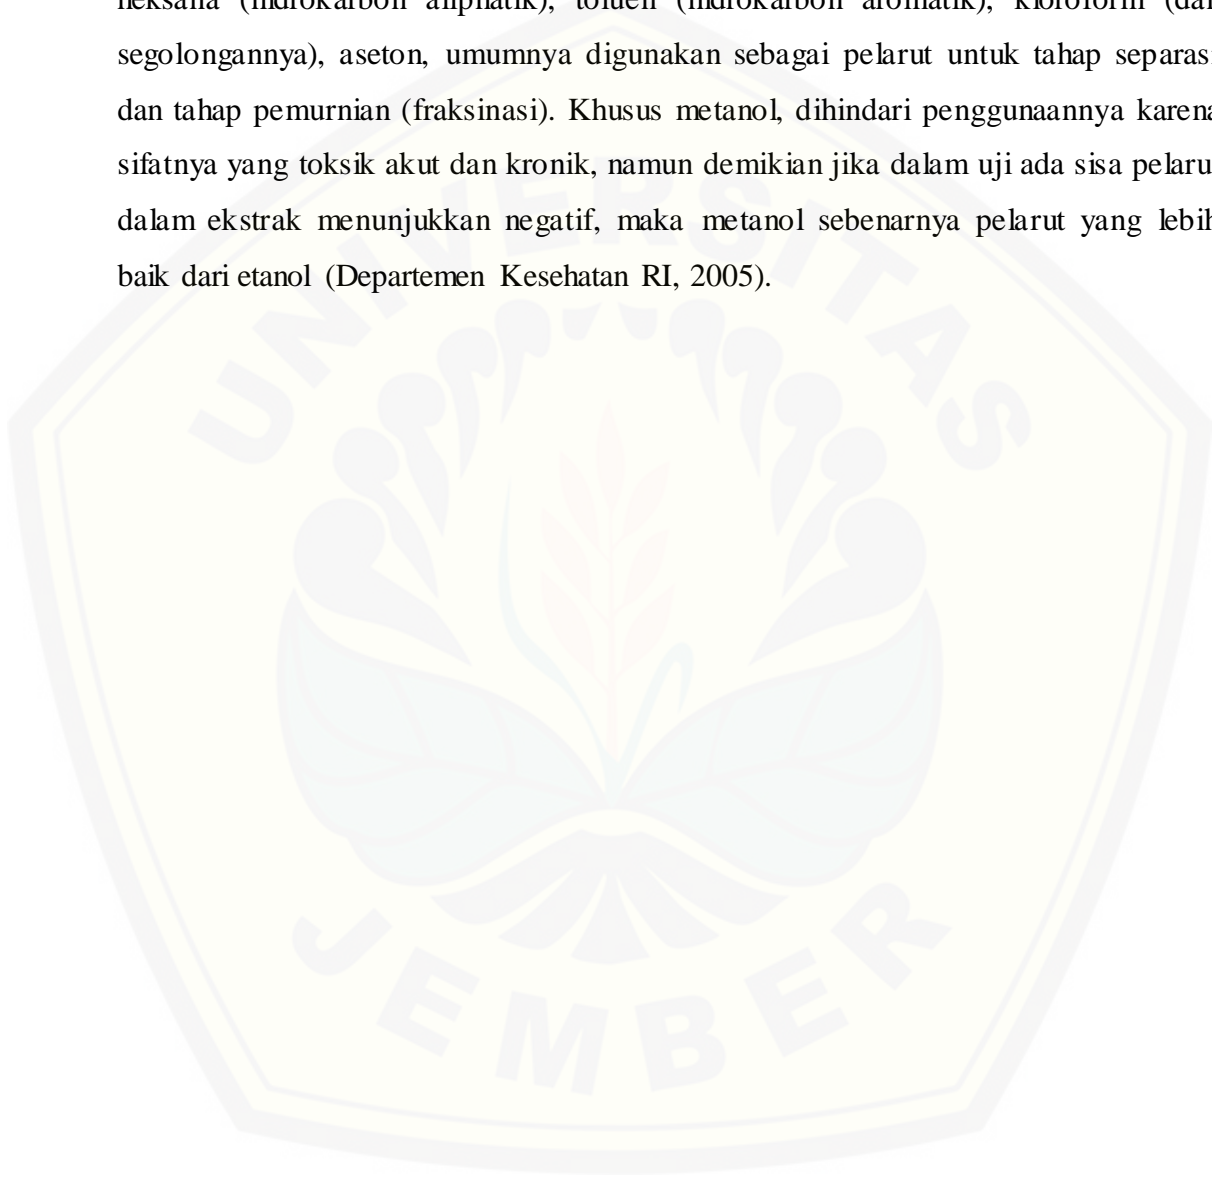 heksana (hidrokarbon aliphatik), toluen (hidrokarbon aromatik), kloroform (dan
segolongannya), aseton, umumnya digunakan sebagai pelarut untuk tahap separasi
dan tahap pemurnian (fraksinasi). Khusus metanol, dihindari penggunaannya karena
sifatnya yang toksik akut dan kronik, namun demikian jika dalam uji ada sisa pelarut
dalam ekstrak menunjukkan negatif, maka metanol sebenarnya pelarut yang lebih
baik dari etanol (Departemen Kesehatan RI, 2005).
UNIVERSITAS
JEMBER